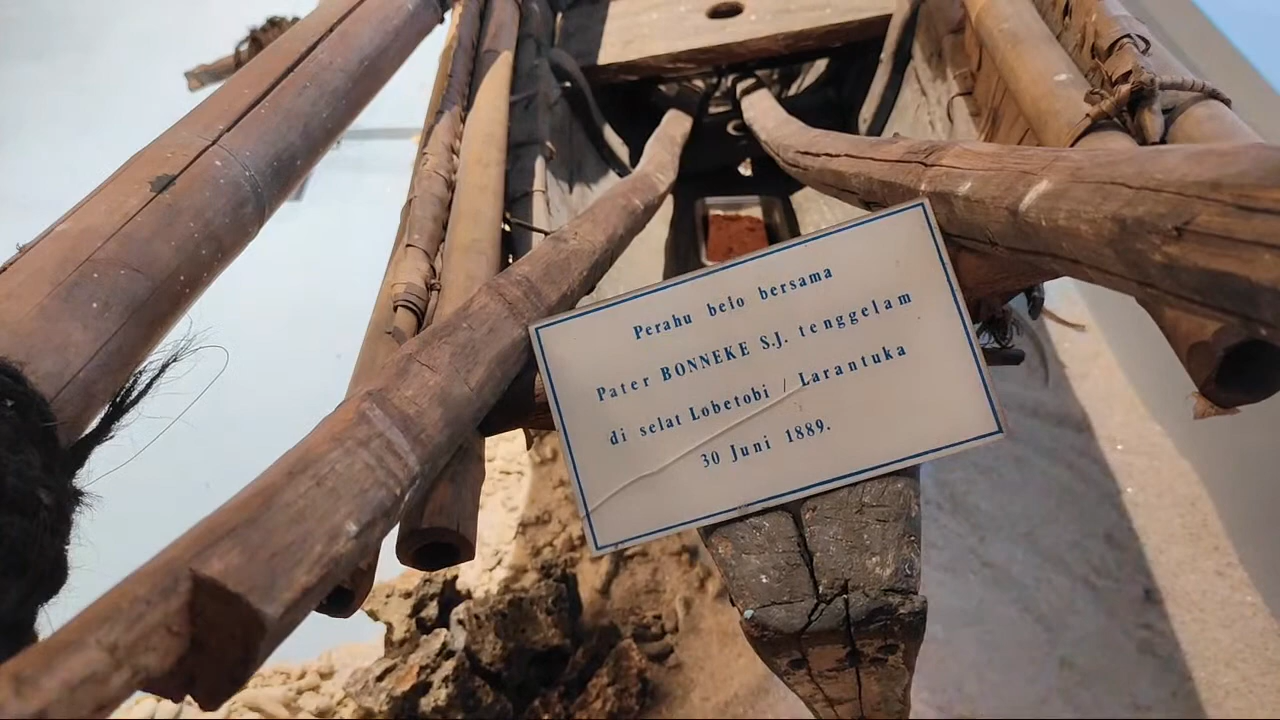 Perahu belo bersama
Pater BONNEKE S.J. tenggelam
di selat Lobetobi / Larantuka
30 Juni 1889.